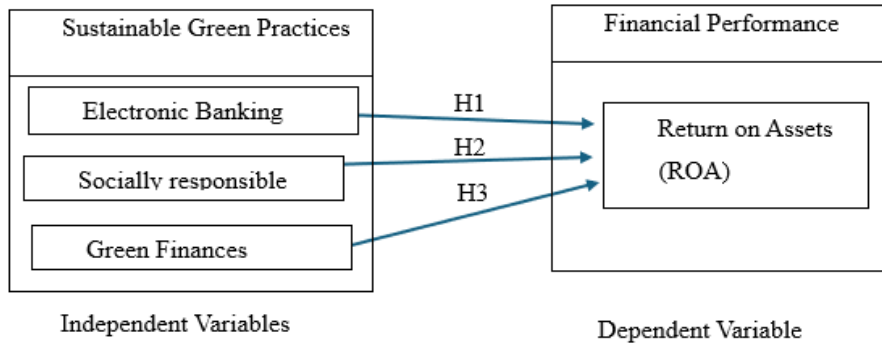 Sustainable Green Practices
Electronic Banking
Socially responsible
Green Finances
Independent Variables
H1
H2
H3
Financial Performance
Return on Assets
(ROA)
Dependent Variable